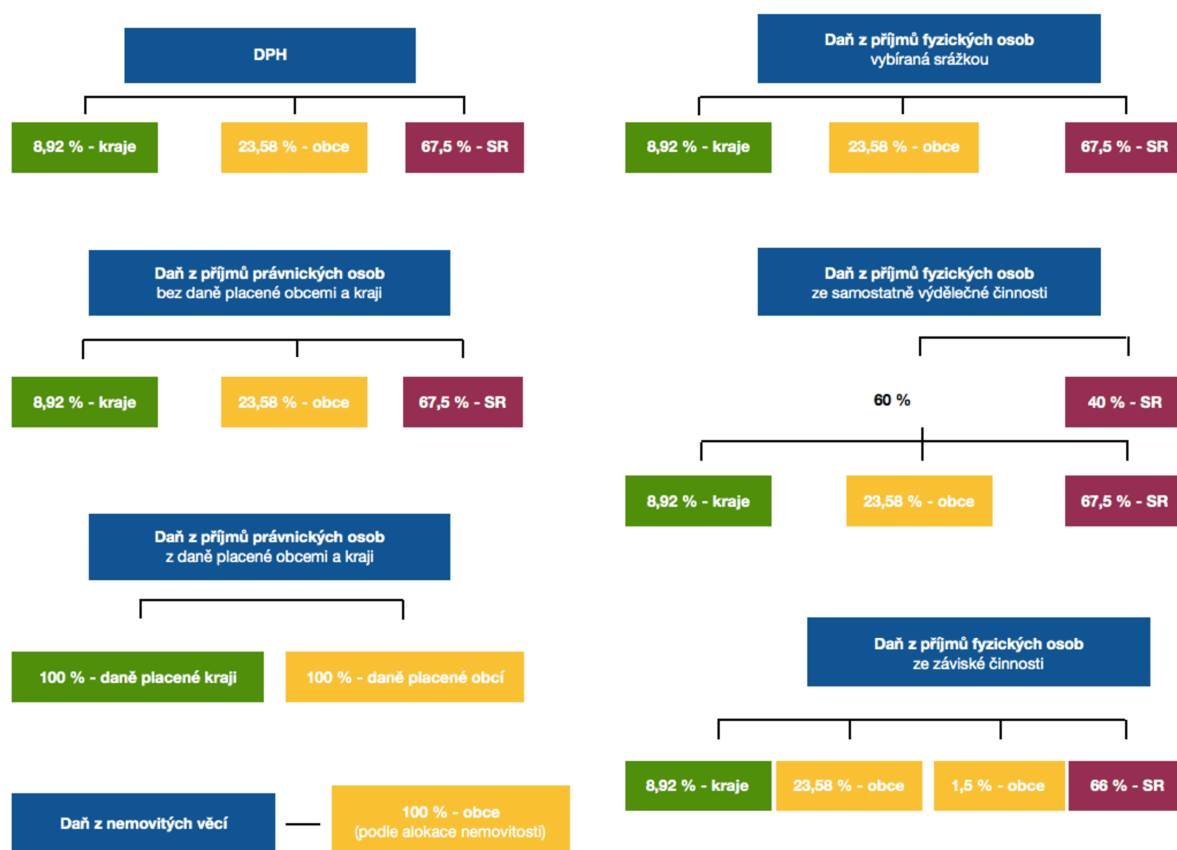 DPH
8,92 % - kraje
23,58 % - obce
67,5 % - SR
Daň z příjmů právnických osob
bez daně placené obcemi a kraji
8,92 % - kraje
23,58 % - obce
67,5 % - SR
Daň z příjmů právnických osob
z daně placené obcemi a kraji
100 % - daně placené kraji
100 % - daně placené obcí
Daň z nemovitých věcí
100 % - obce
(podle alokace nemovitosti)
Daň z příjmů fyzických osob
vybíraná srážkou
8,92 % - kraje
23,58 % - obce
67,5 % - SR
Daň z příjmů fyzických osob
ze samostatně výdělečné činnosti
60 %
40 % - SR
8,92 % - kraje
23,58 % - obce
67,5 % - SR
Daň z příjmů fyzických osob
ze záviské činnosti
8,92 % - kraje
23,58 % - obce
1,5 % - obce
66 % - SR